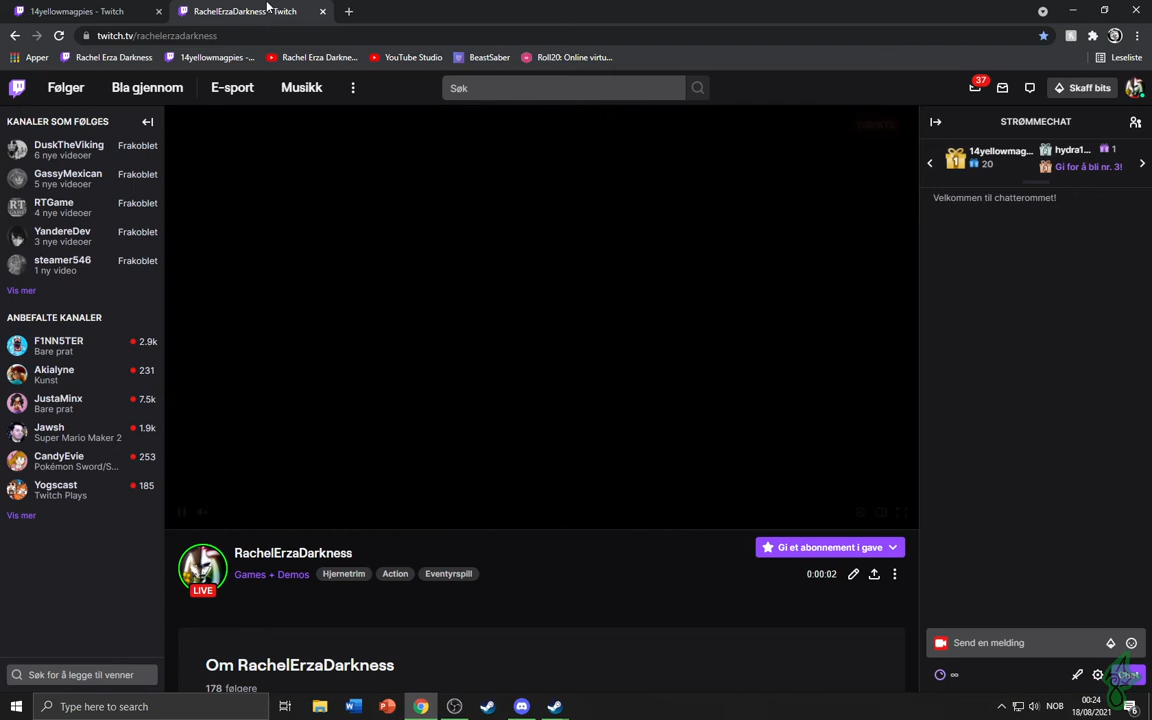 14yellowmagpies - Twitch
RachelErzaDarkness - Twitch
twitch.tv/rachelerzadarkness
Apper
Rachel Erza Darkness
14yellowmagpies -...
Rachel Erza Darkne...
YouTube Studio
BeastSaber
Roll20: Online virtu...
Leseliste
Følger
Bla gjennom
E-sport
Musikk
Søk
37
Skaff bits
KANALER SOM FØLGES
DuskTheViking Frakoblet
6 nye videoer
GassyMexican Frakoblet
5 nye videoer
RTGame Frakoblet
4 nye videoer
YandereDev Frakoblet
3 nye videoer
steamer546 Frakoblet
1 ny video
Vis mer
ANBEFALTE KANALER
F1NN5TER 2.9k
Bare prat
Akialyne 231
Kunst
JustaMinx 7.5k
Bare prat
Jawsh 1.9k
Super Mario Maker 2
CandyEvie 253
Pokémon Sword/S...
Yogscast 185
Twitch Plays
Vis mer
Søk for å legge til venner
RachelErzaDarkness
LIVE
Games + Demos
Hjernetrim
Action
Eventyrspill
Gi et abonnement i gave
0:00:02
Om RachelErzaDarkness
178 følgere
STRØMMECHAT
1
14yellowmag...
20
2
hydra1...
1
3
Gi for å bli nr. 3!
Velkommen til chatterommet!
Send en melding
∞
Chat
Type here to search
NOB
00:24
18/08/2021
6